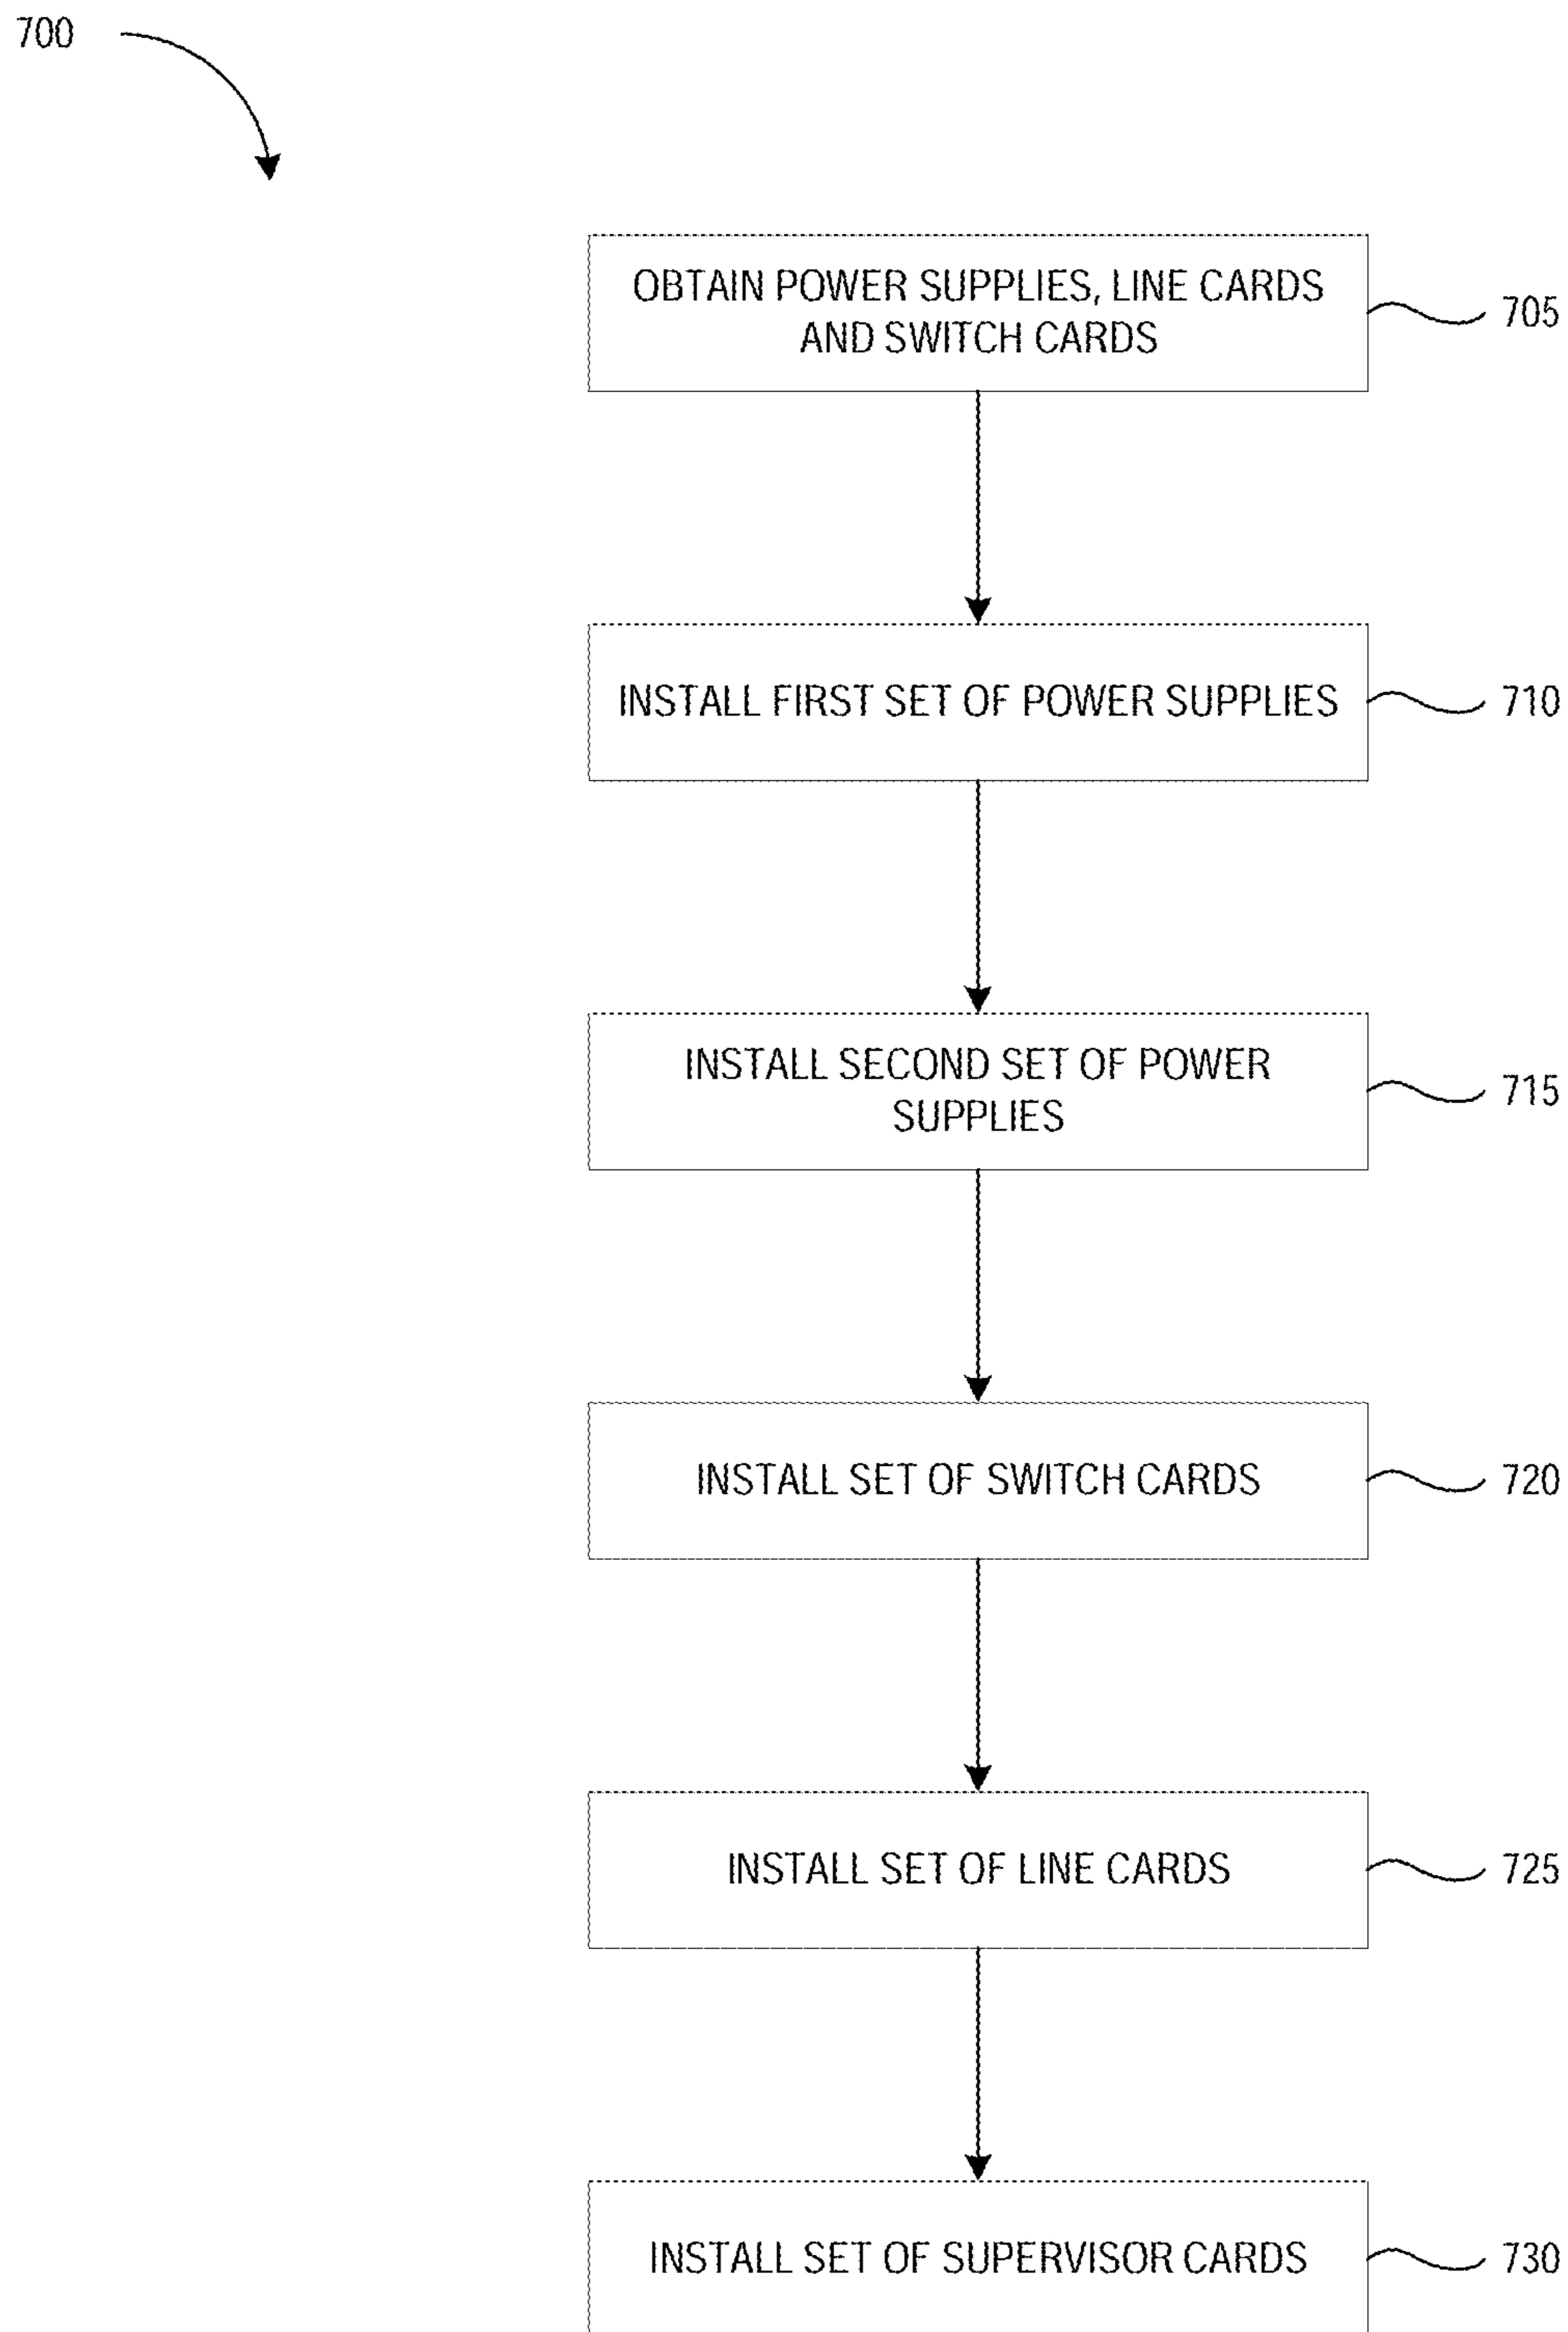 700
OBTAIN POWER SUPPLIES, LINE CARDS
AND SWITCH CARDS
705
INSTALL FIRST SET OF POWER SUPPLIES
710
INSTALL SECOND SET OF POWER
SUPPLIES
715
INSTALL SET OF SWITCH CARDS
720
INSTALL SET OF LINE CARDS
725
INSTALL SET OF SUPERVISOR CARDS
730